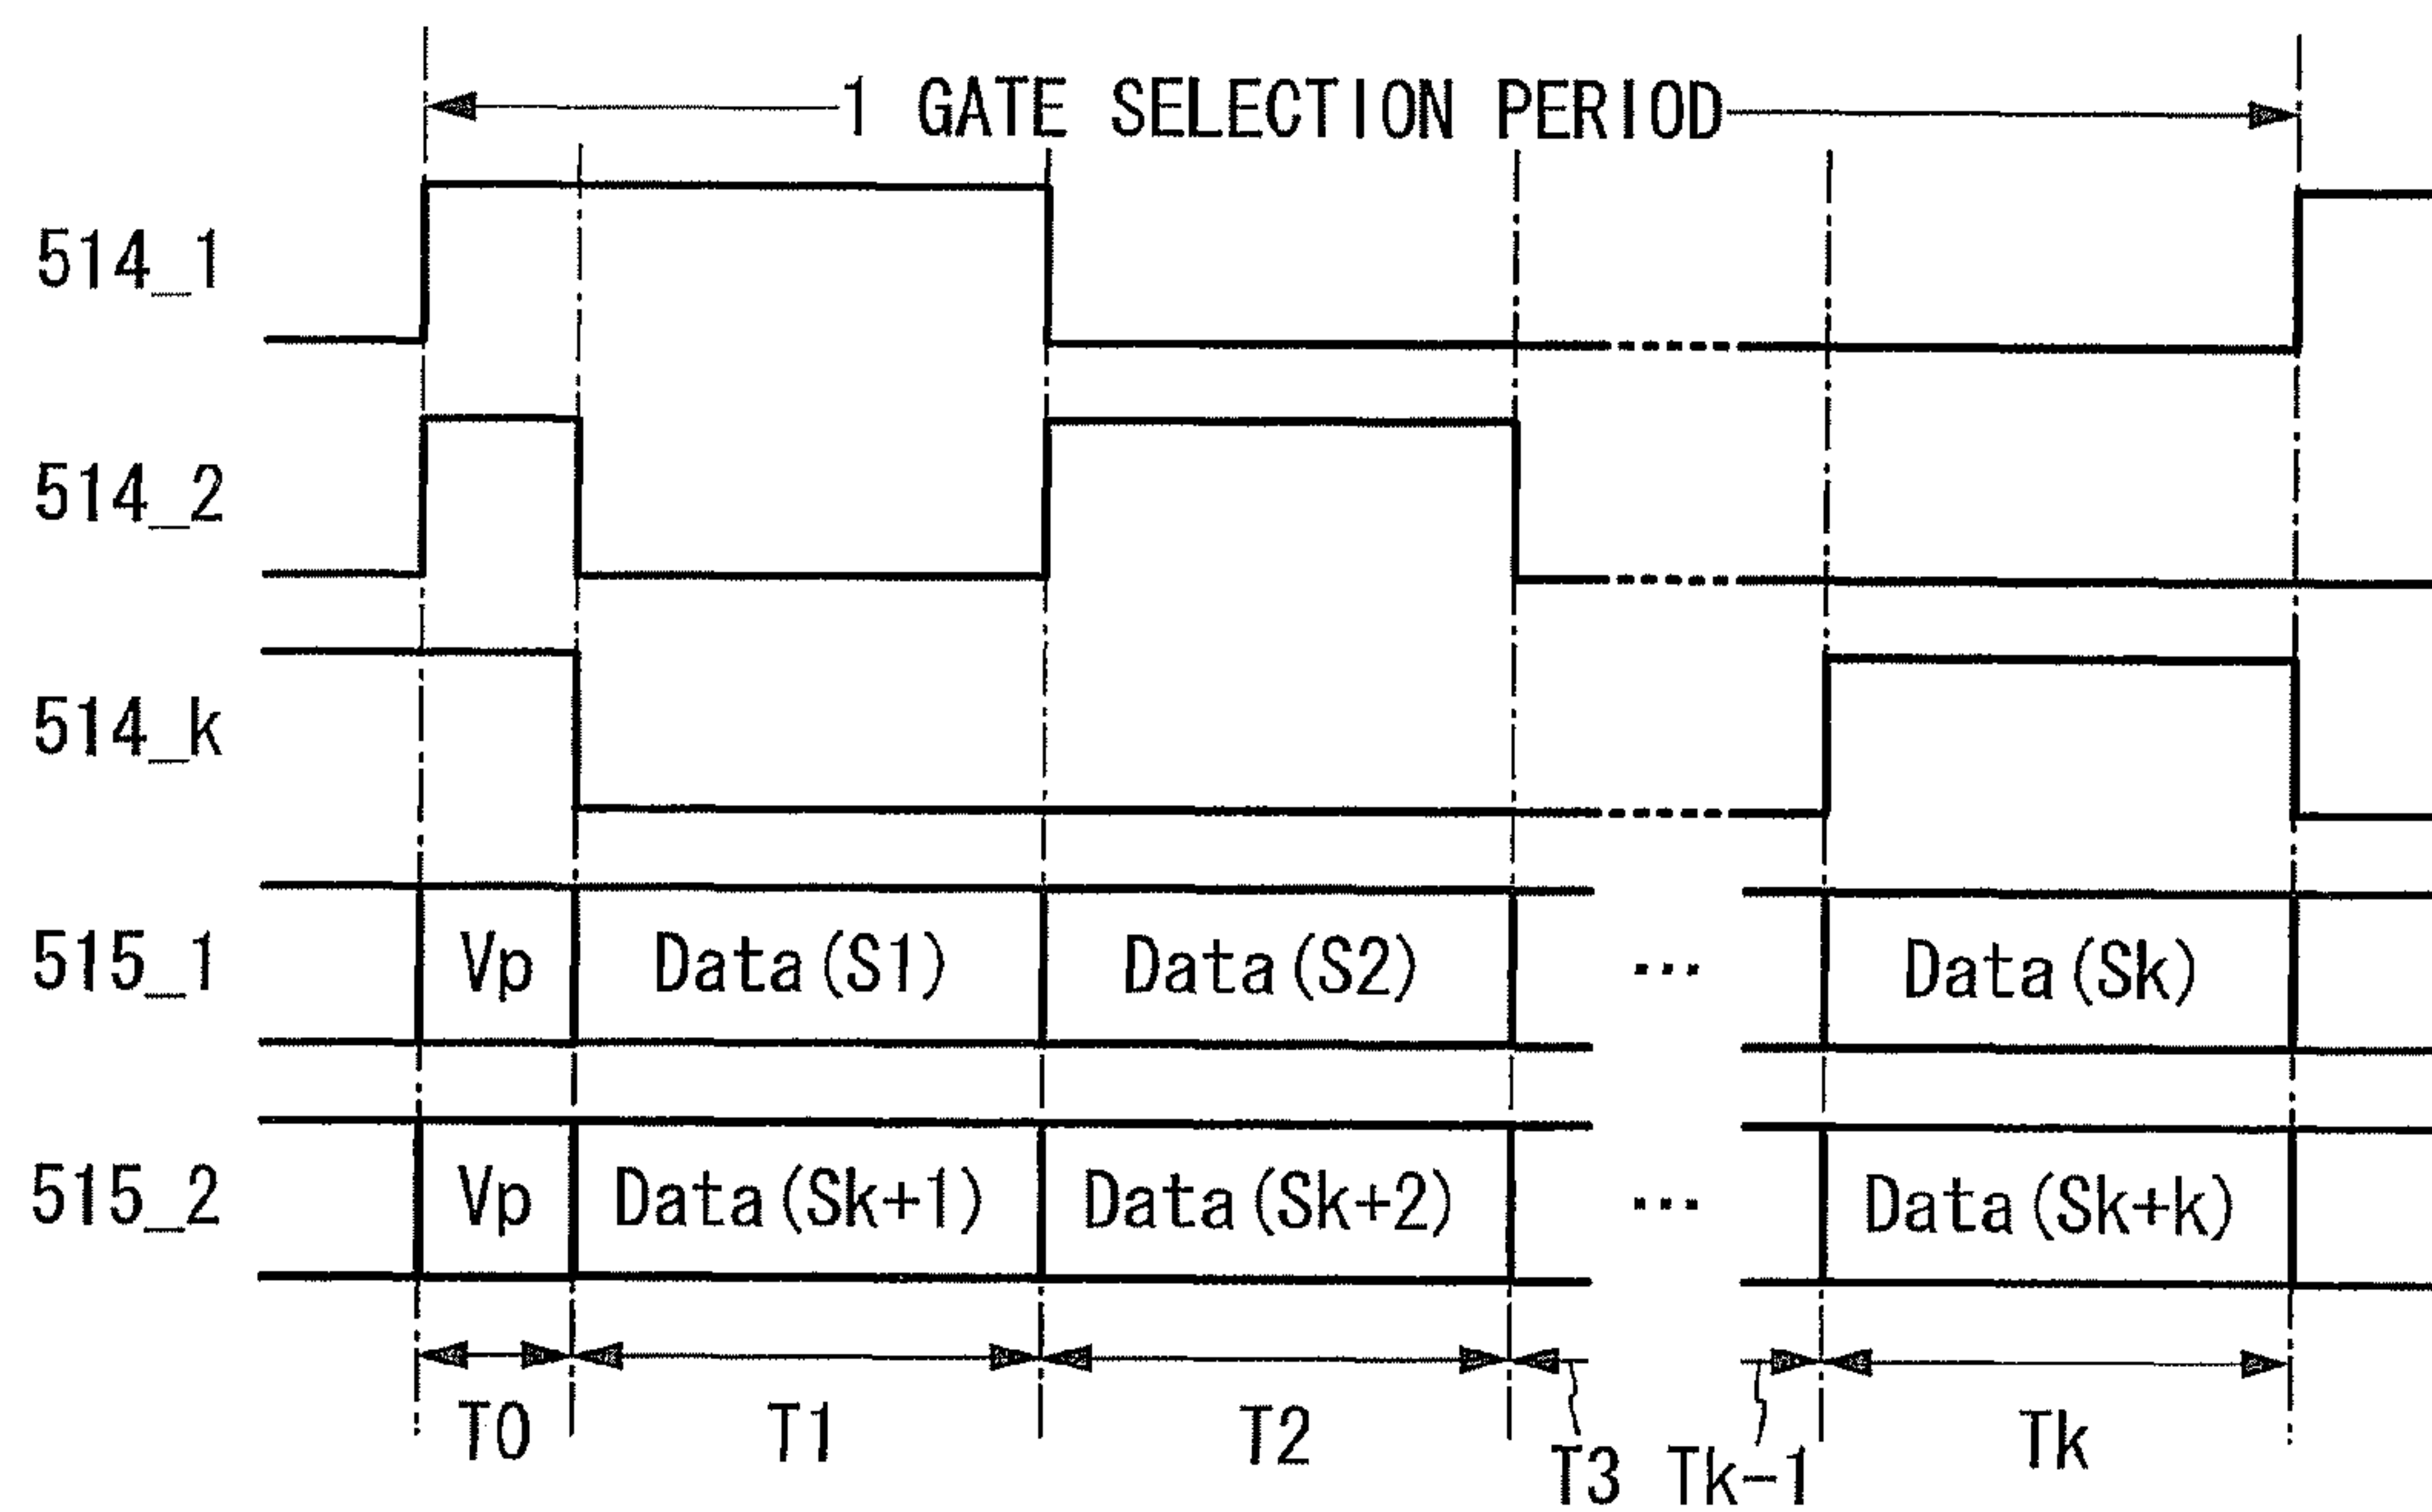 1 GATE SELECTION PERIOD
514_1
514_2
514_k
515_1 Vp Data(S1) Data(S2) ... Data(Sk)
515_2 Vp Data(Sk+1) Data(Sk+2) ... Data(Sk+k)
T0 T1 T2 T3 Tk-1 Tk